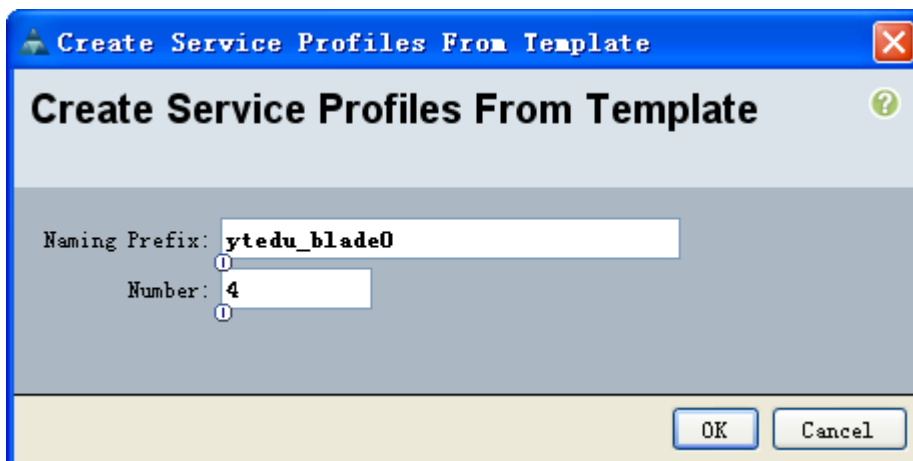 Create Service Profiles From Template
Create Service Profiles From Template
Naming Prefix: ytedu_blade0
Number: 4
OK Cancel